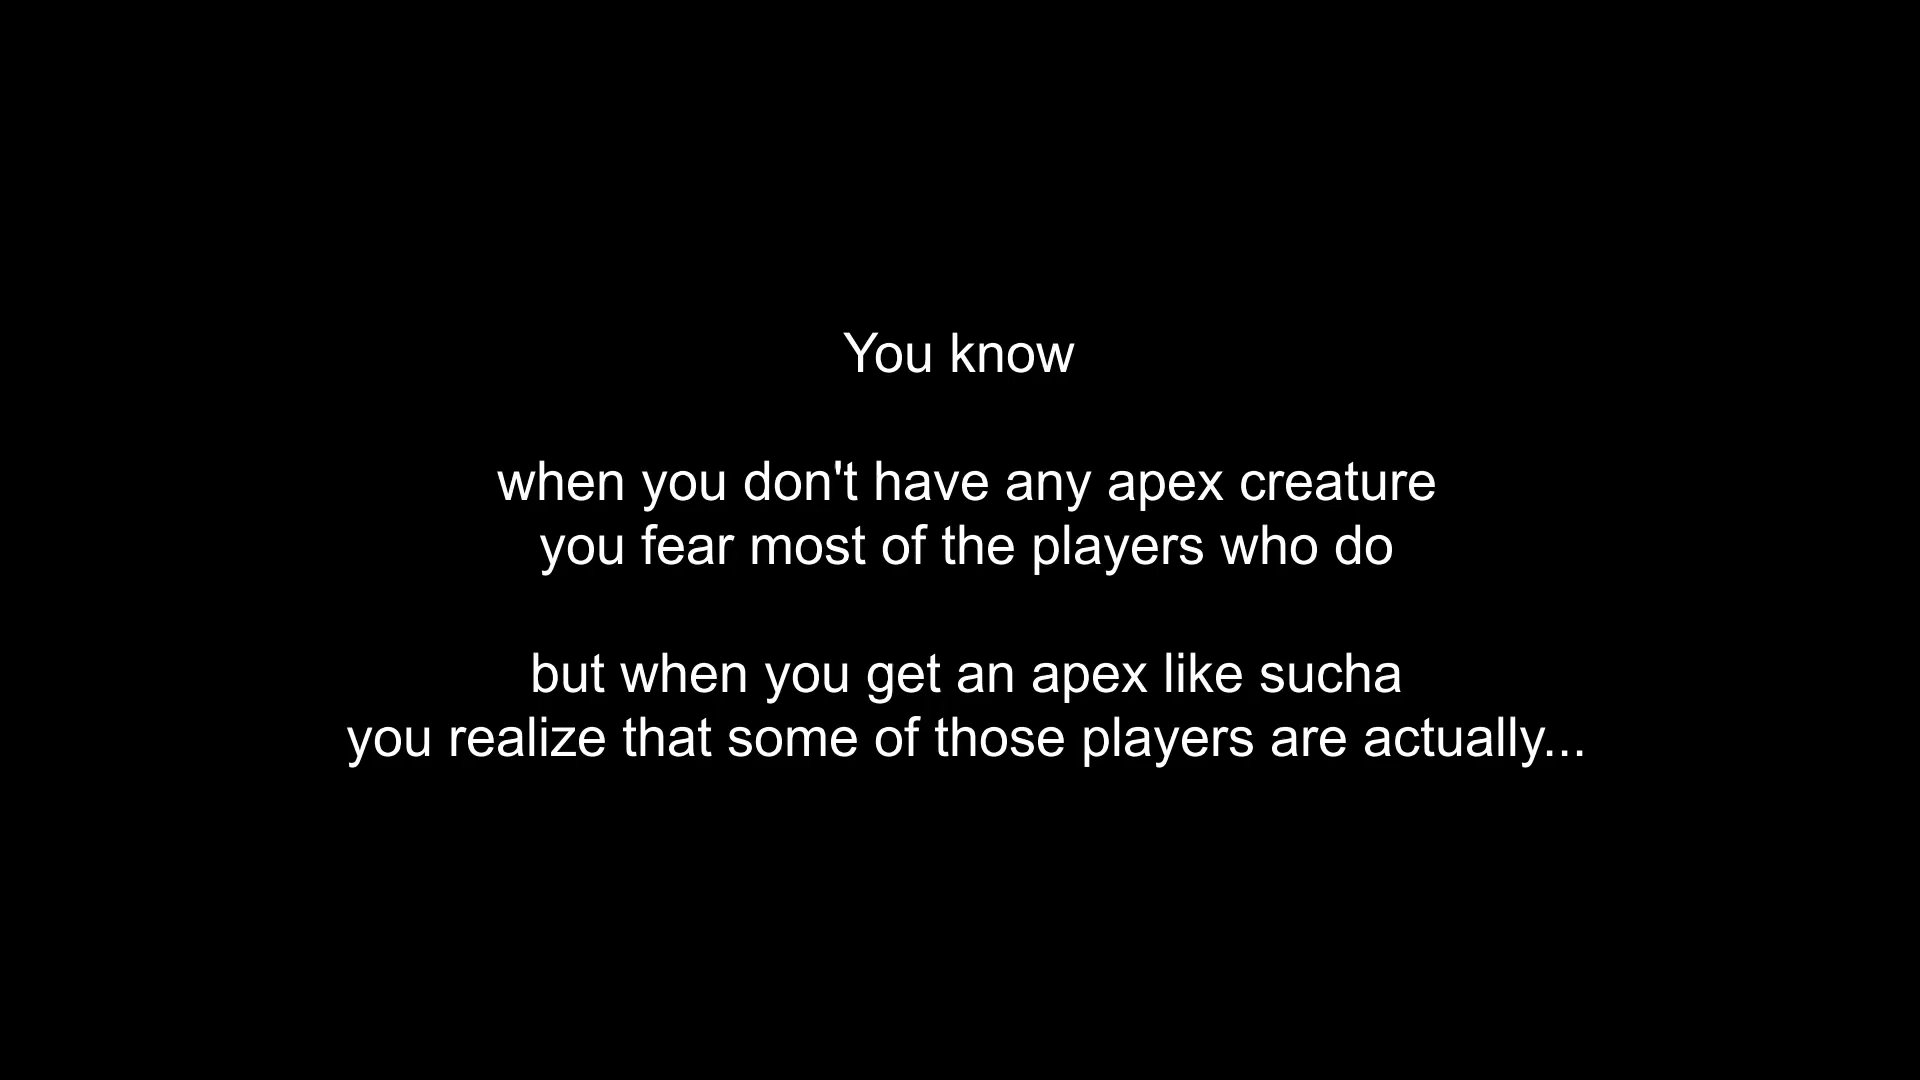 You know
when you don't have any apex creature
you fear most of the players who do
but when you get an apex like sucha
you realize that some of those players are actually...